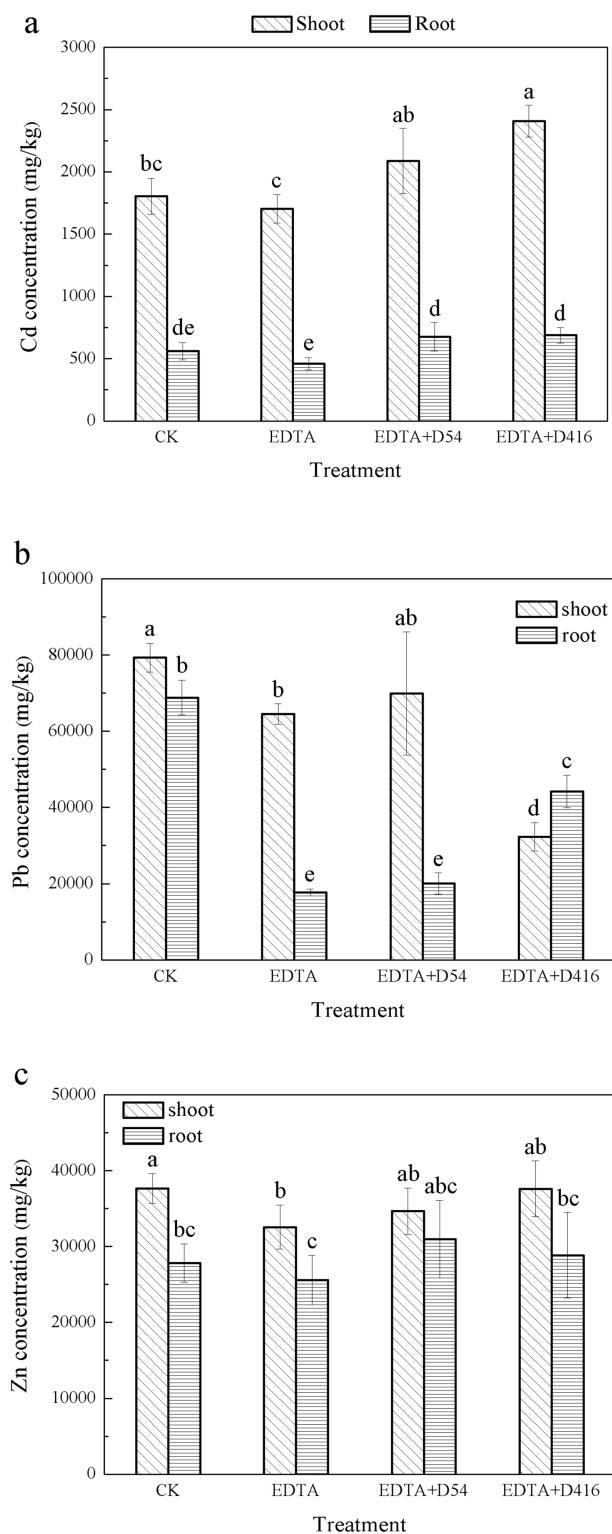 a
Shoot Root
3000
2500
2000
1500
1000
500
0
Cd concentration (mg/kg)
bc
de
c
e
ab
d
a
d
CK EDTA EDTA+D54 EDTA+D416
Treatment
b
100000
80000
60000
40000
20000
0
Pb concentration (mg/kg)
shoot
root
a
b
b
e
ab
e
d
c
CK EDTA EDTA+D54 EDTA+D416
Treatment
c
50000
40000
30000
20000
10000
0
Zn concentration (mg/kg)
shoot
root
a
bc
b
c
ab
abc
ab
bc
CK EDTA EDTA+D54 EDTA+D416
Treatment